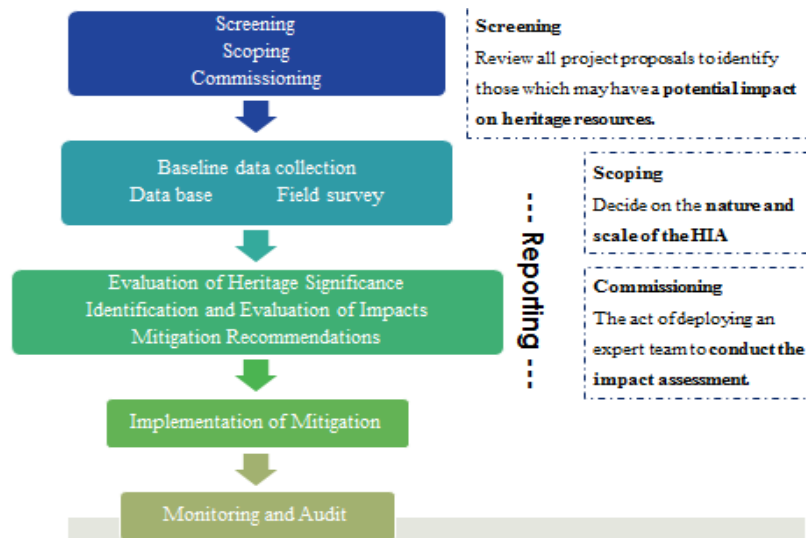 Screening
Scoping
Commissioning
Baseline data collection
Data base Field survey
Evaluation of Heritage Significance
Identification and Evaluation of Impacts
Mitigation Recommendations
Implementation of Mitigation
Monitoring and Audit
--- Reporting ---
Screening
Review all project proposals to identify
those which may have a potential impact
on heritage resources.
Scoping
Decide on the nature and
scale of the HIA
Commissioning
The act of deploying an
expert team to conduct the
impact assessment.